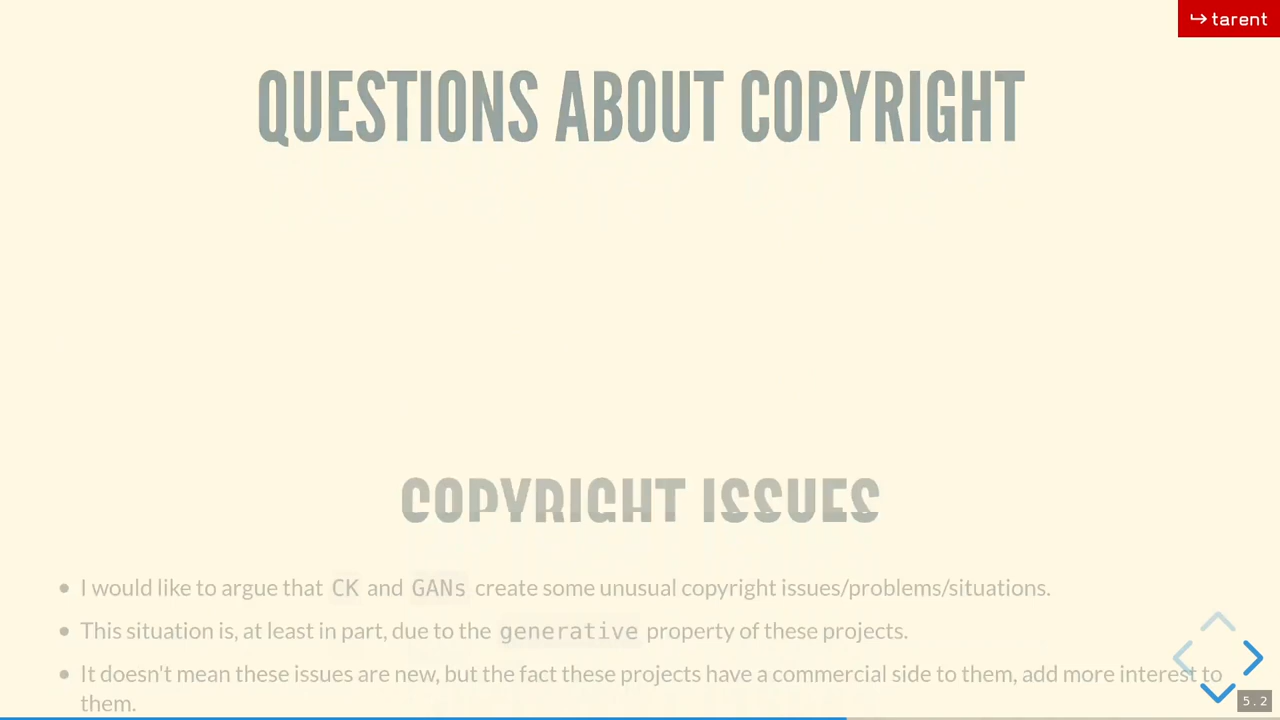 ↪ tarent
QUESTIONS ABOUT COPYRIGHT
COPYRIGHT ISSUES
• I would like to argue that CK and GANs create some unusual copyright issues/problems/situations.
• This situation is, at least in part, due to the generative property of these projects.
• It doesn't mean these issues are new, but the fact these projects have a commercial side to them, add more interest to
them.
5.2